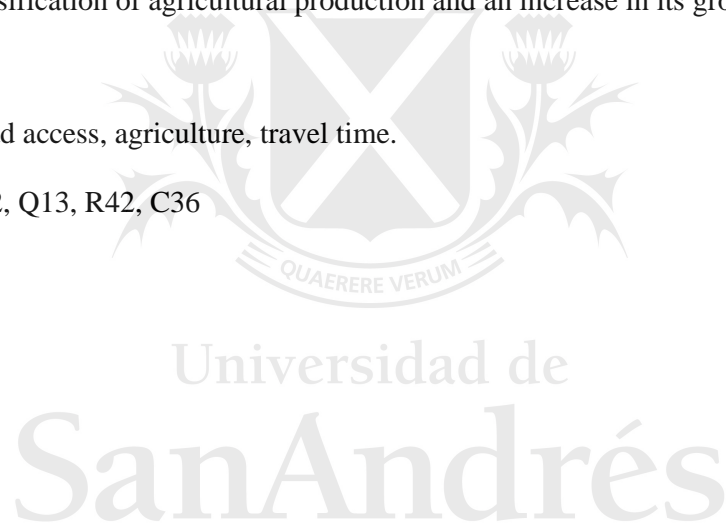 sification of agricultural production and an increase in its gro
d access, agriculture, travel time.
, Q13, R42, C36
QUAERERE VERUM
Universidad de
SanAndrés